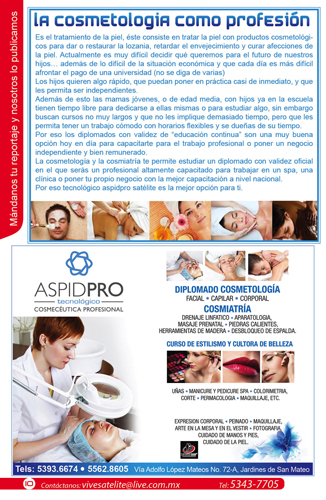 Mándanos tu reportaje y nosotros lo publicamos
la cosmetología como profesión
Es el tratamiento de la piel, éste consiste en tratar la piel con productos cosmetológi-
cos para dar o restaurar la lozanía, retardar el envejecimiento y curar afecciones de
la piel. Actualmente es muy difícil decidir qué queremos para el futuro de nuestros
hijos... además de lo difícil de la situación económica y que cada día es más difícil
afrontar el pago de una universidad (no se diga de varias)
Los hijos quieren algo rápido, que puedan poner en práctica casi de inmediato, y que
les permita ser independientes.
Además de esto las mamas jóvenes, o de edad media, con hijos ya en la escuela
tienen tiempo libre para dedicarse a ellas mismas o para estudiar algo, sin embargo
buscan cursos no muy largos y que no les implique demasiado tiempo, pero que les
permita tener un trabajo cómodo con horarios flexibles y se dueñas de su tiempo.
Por eso los diplomados con validez de "educación continua" son una muy buena
opción hoy en día para capacitarte para el trabajo profesional o poner un negocio
independiente y bien remunerado.
La cosmetología y la cosmiatría te permite estudiar un diplomado con validez oficial
en el que serás un profesional altamente capacitado para trabajar en un spa, una
clínica o poner tu propio negocio con la mejor capacitación a nivel nacional.
Por eso tecnológico aspidpro satélite es la mejor opción para ti.
ASPIDPRO
tecnológico
COSMECÉUTICA PROFESIONAL
DIPLOMADO COSMETOLOGÍA
FACIAL • CAPILAR • CORPORAL
COSMIATRÍA
DRENAJE LINFATICO • APARATOLOGIA,
MASAJE PRENATAL • PIEDRAS CALIENTES,
HERRAMIENTAS DE MADERA • DESBLOQUEO DE ESPALDA.
CURSO DE ESTILISMO Y CULTORA DE BELLEZA
UÑAS • MANICURE Y PEDICURE SPA • COLORIMETRIA,
CORTE • PERMACOLOGIA • MAQUILLAJE, ETC.
EXPRESION CORPORAL • PEINADO • MAQUILLAJE,
ARTE EN LA MESA Y EN EL VESTIR • FOTOGRAFIA
CUIDADO DE MANOS Y PIES,
CUIDADO DE LA PIEL.
Tels: 5393.6674 • 5562.8605 Vía Adolfo López Mateos No. 72-A, Jardines de San Mateo
10 Contáctanos: vivesatelite@live.com.mx Tel: 5343-7705